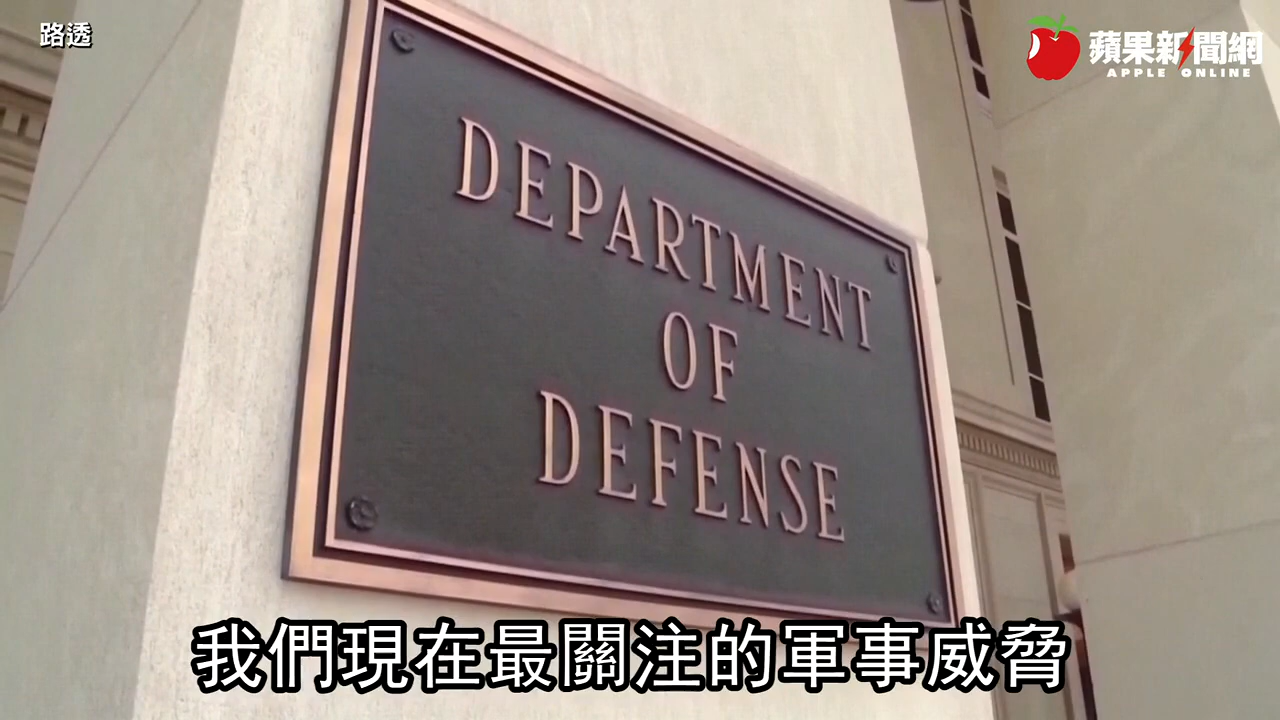 路透
蘋果新聞網
APPLE ONLINE
DEPARTMENT
OF
DEFENSE
我們現在最關注的軍事威脅